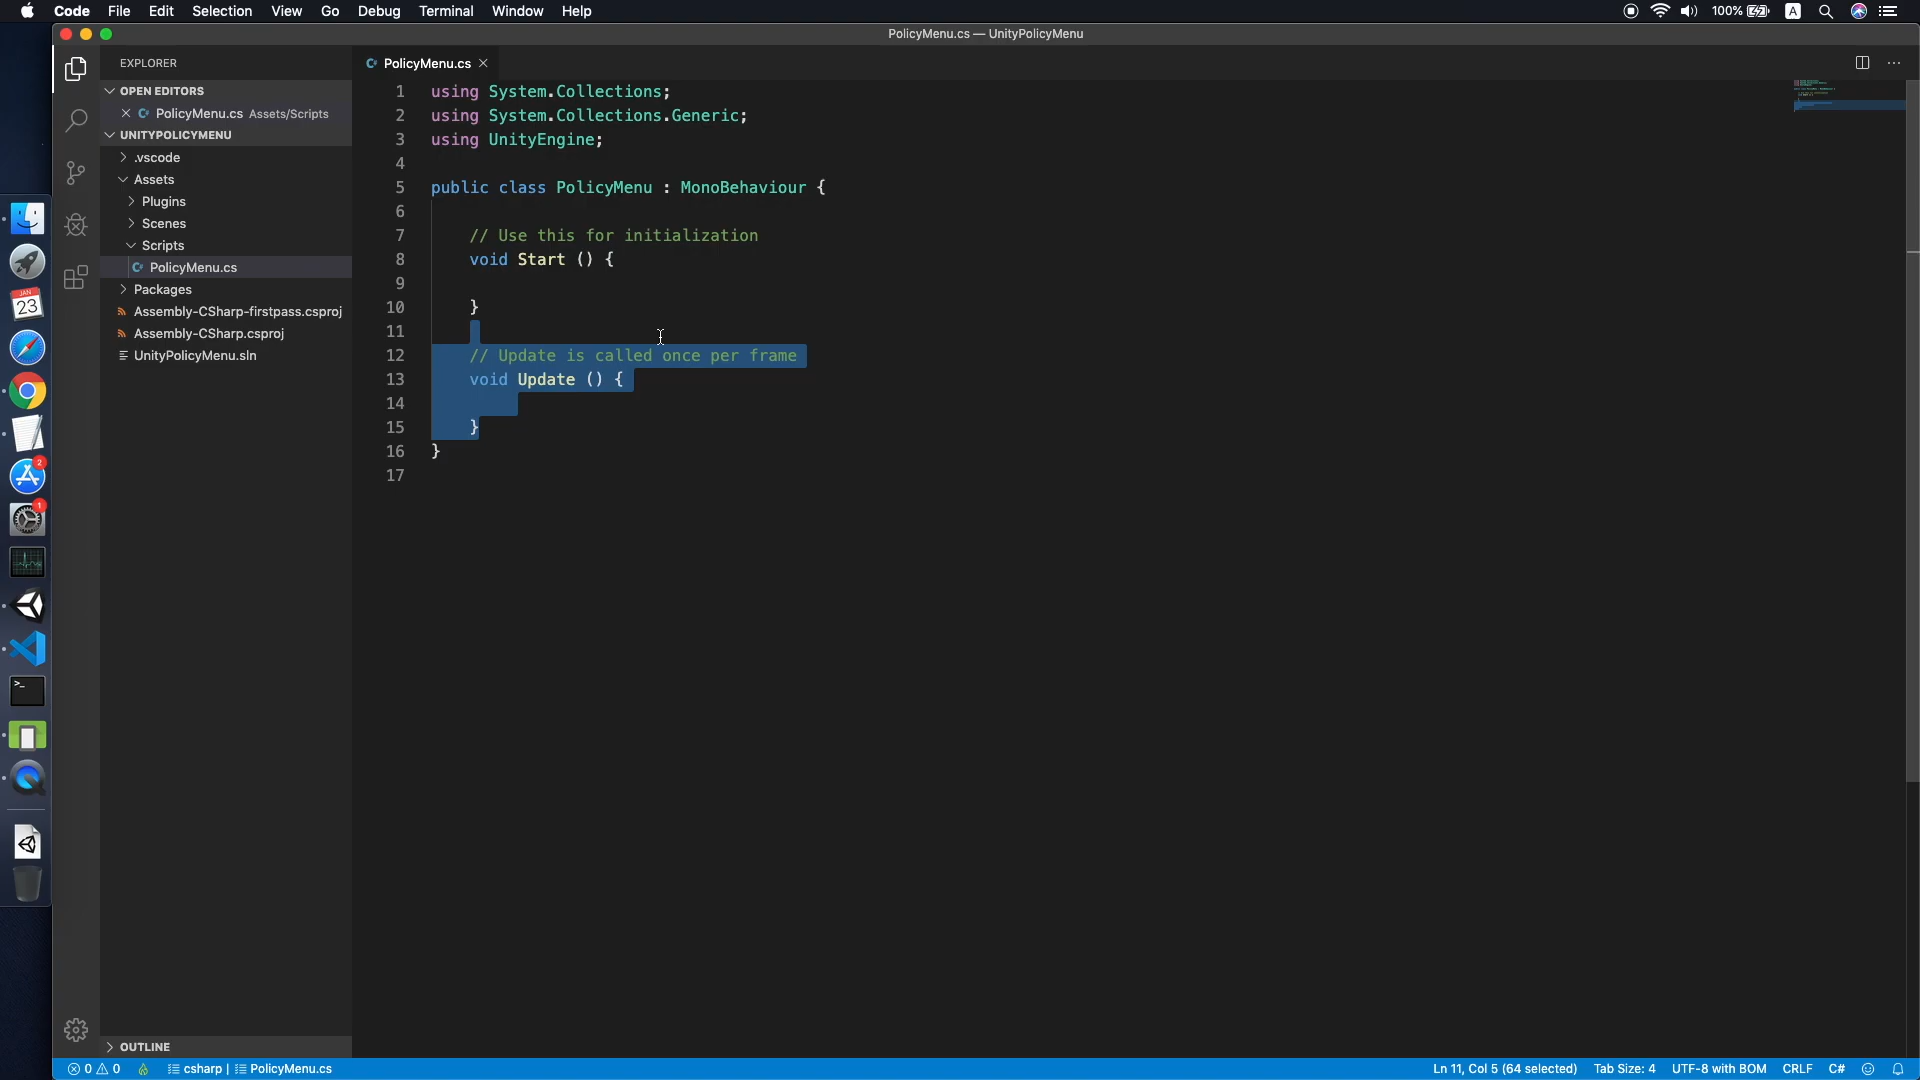 Code File Edit Selection View Go Debug Terminal Window Help 100% A
PolicyMenu.cs — UnityPolicyMenu
EXPLORER
OPEN EDITORS
PolicyMenu.cs Assets/Scripts
UNITYPOLICYMENU
.vscode
Assets
Plugins
Scenes
Scripts
PolicyMenu.cs
Packages
Assembly-CSharp-firstpass.csproj
Assembly-CSharp.csproj
UnityPolicyMenu.sln
OUTLINE
JAN
23
2
1
PolicyMenu.cs
1 using System.Collections;
2 using System.Collections.Generic;
3 using UnityEngine;
4
5 public class PolicyMenu : MonoBehaviour {
6
7 // Use this for initialization
8 void Start () {
9
10 }
11
12 // Update is called once per frame
13 void Update () {
14
15 }
16 }
17
0 0 csharp | PolicyMenu.cs Ln 11, Col 5 (64 selected) Tab Size: 4 UTF-8 with BOM CRLF C#